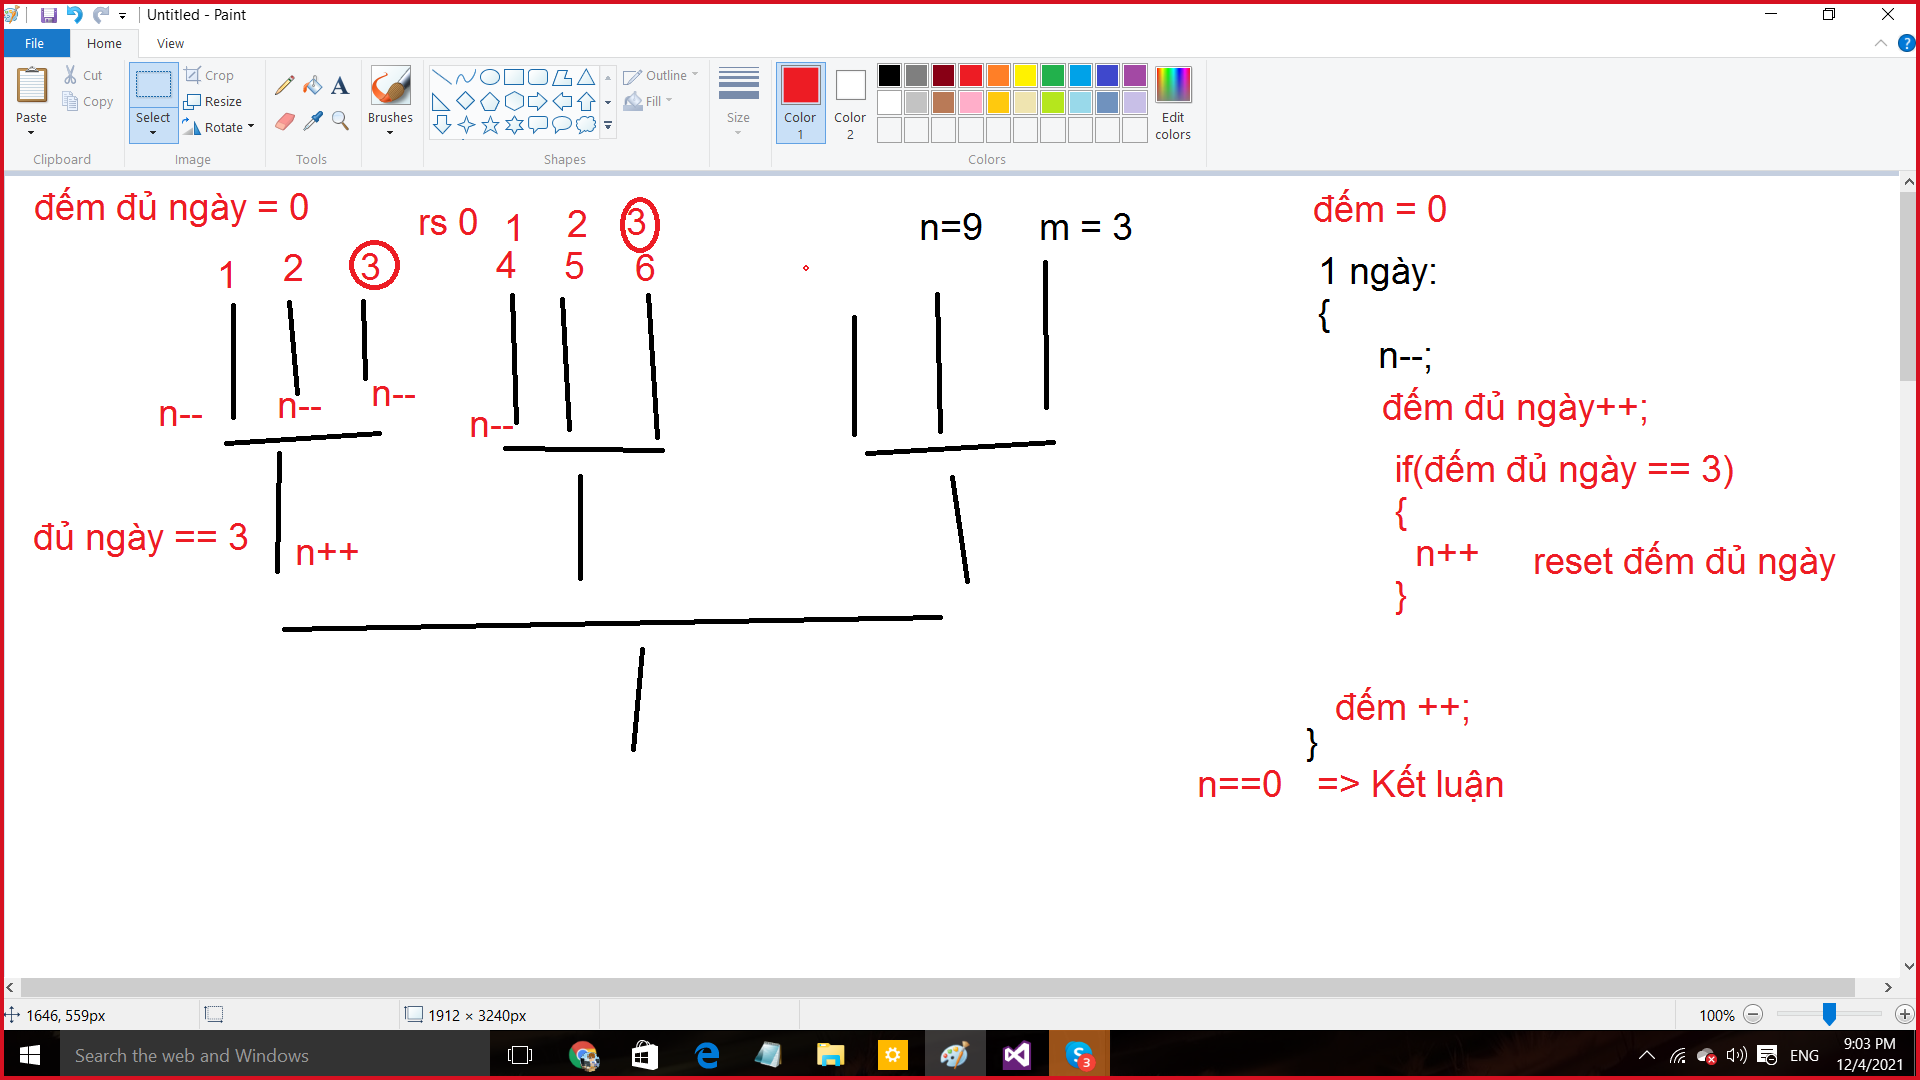 Untitled - Paint
File Home View
Paste Cut Copy Clipboard
Select Crop Resize Rotate Image
Tools
Brushes
Shapes
Outline Fill
Size
Color 1 Color 2
Edit colors
Colors
đếm đủ ngày = 0
rs 0 1 2 3
4 5 6
1 2 3
n-- n-- n--
n--
đủ ngày == 3
n++
n=9 m = 3
đếm = 0
1 ngày:
{
n--;
đếm đủ ngày++;
if(đếm đủ ngày == 3)
{
n++ reset đếm đủ ngày
}
đếm ++;
}
n==0 => Kết luận
1646, 559px
1912 × 3240px
100%
Search the web and Windows
3
ENG
9:03 PM
12/4/2021